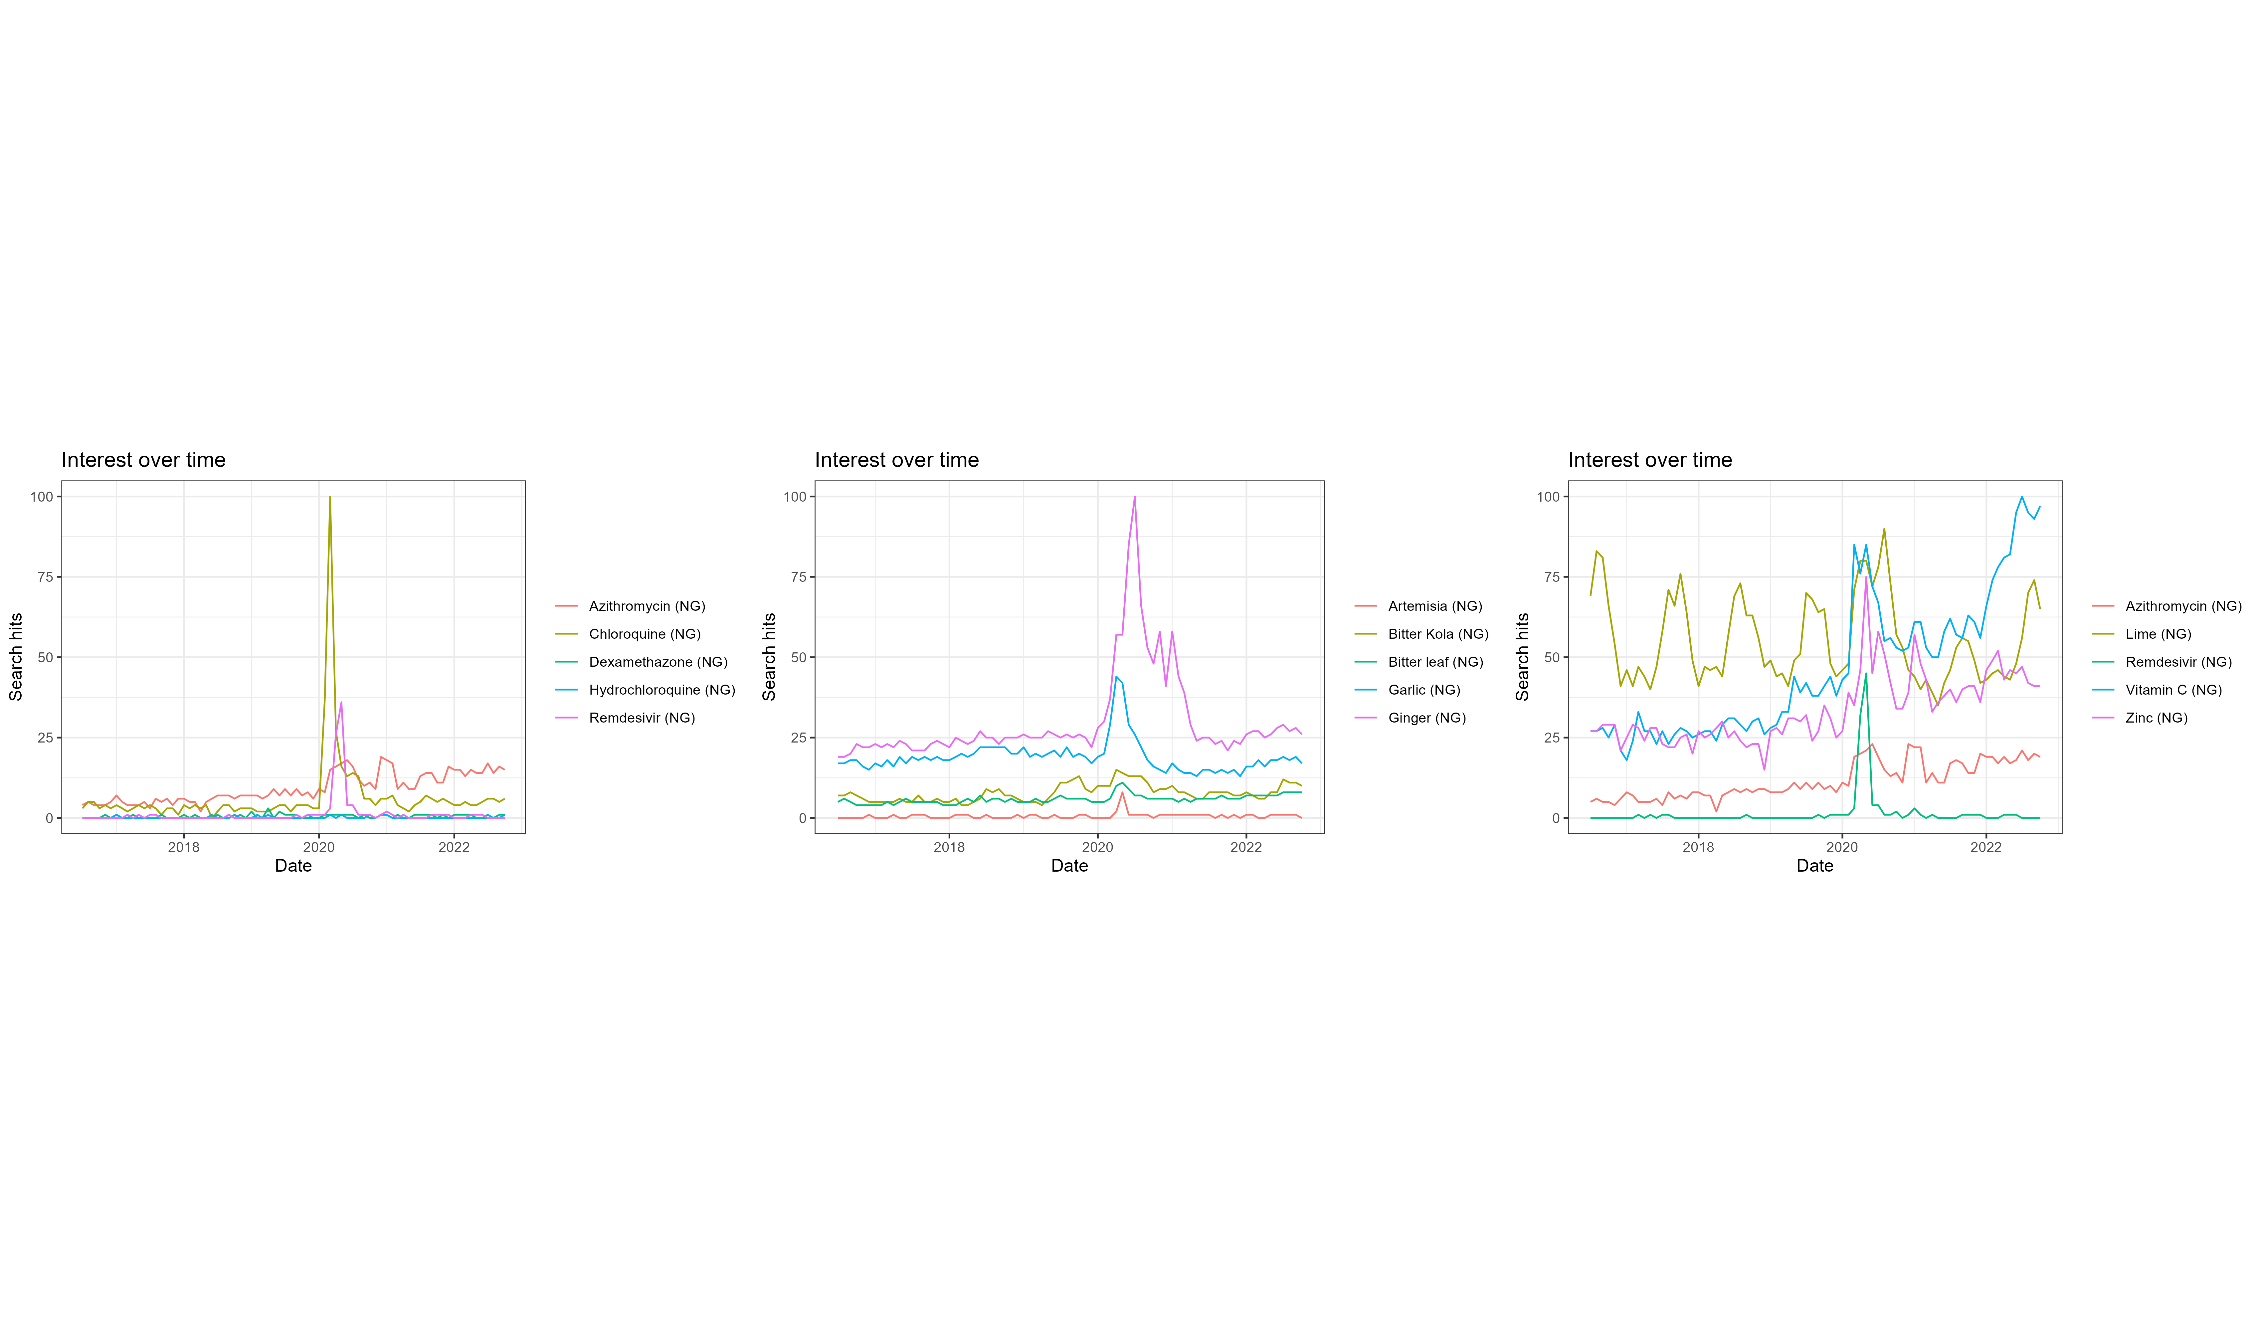 Interest over time
100
75
50
25
0
Search hits
2018
2020
2022
Date
Azithromycin (NG)
Chloroquine (NG)
Dexamethazone (NG)
Hydrochloroquine (NG)
Remdesivir (NG)
Interest over time
100
75
50
25
0
Search hits
2018
2020
2022
Date
Artemisia (NG)
Bitter Kola (NG)
Bitter leaf (NG)
Garlic (NG)
Ginger (NG)
Interest over time
100
75
50
25
0
Search hits
2018
2020
2022
Date
Azithromycin (NG)
Lime (NG)
Remdesivir (NG)
Vitamin C (NG)
Zinc (NG)